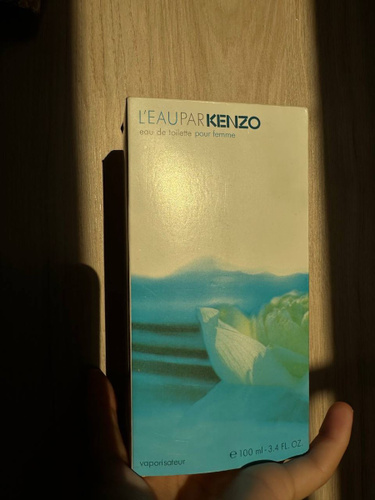 L'EAUPARKENZO
eau de toilette pour femme
vaporisateur
℮ 100 ml - 3.4 FL. OZ.